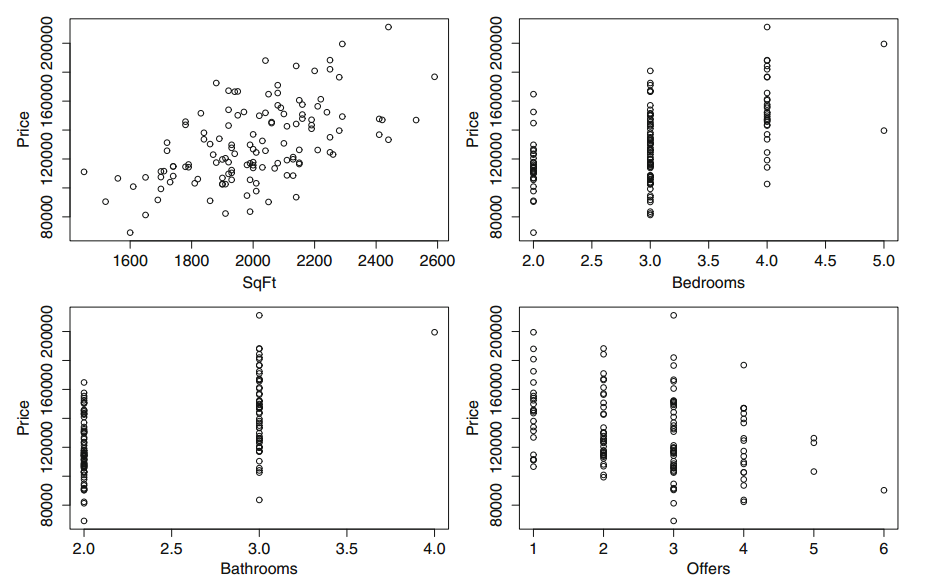 Price
80000 120000 160000 200000
1600 1800 2000 2200 2400 2600
SqFt
Price
80000 120000 160000 200000
2.0 2.5 3.0 3.5 4.0 4.5 5.0
Bedrooms
Price
80000 120000 160000 200000
2.0 2.5 3.0 3.5 4.0
Bathrooms
Price
80000 120000 160000 200000
1 2 3 4 5 6
Offers